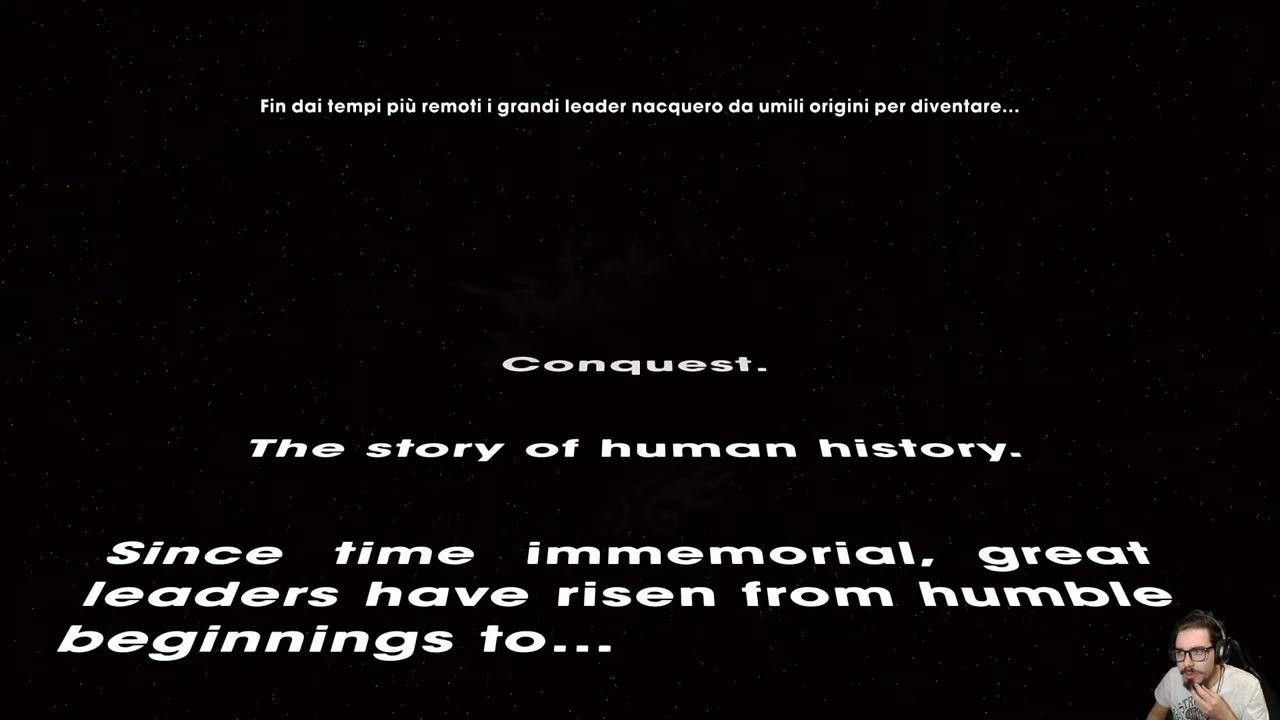 Fin dai tempi più remoti i grandi leader nacquero da umili origini per diventare...
Conquest.
The story of human history.
Since time immemorial, great
leaders have risen from humble
beginnings to...